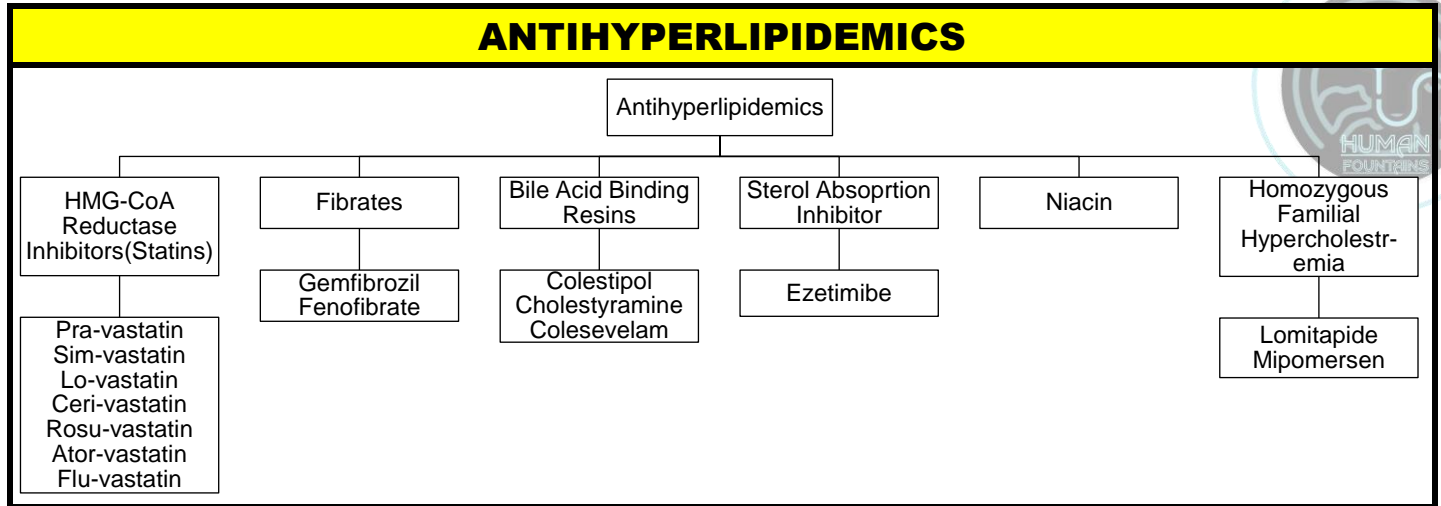 ANTIHYPERLIPIDEMICS
HUMAN
FOUNTAINS
Antihyperlipidemics
HMG-CoA
Reductase
Inhibitors(Statins)
Fibrates
Bile Acid Binding
Resins
Sterol Absoprtion
Inhibitor
Niacin
Homozygous
Familial
Hypercholestr-
emia
Gemfibrozil
Fenofibrate
Colestipol
Cholestyramine
Colesevelam
Ezetimibe
Pra-vastatin
Sim-vastatin
Lo-vastatin
Ceri-vastatin
Rosu-vastatin
Ator-vastatin
Flu-vastatin
Lomitapide
Mipomersen